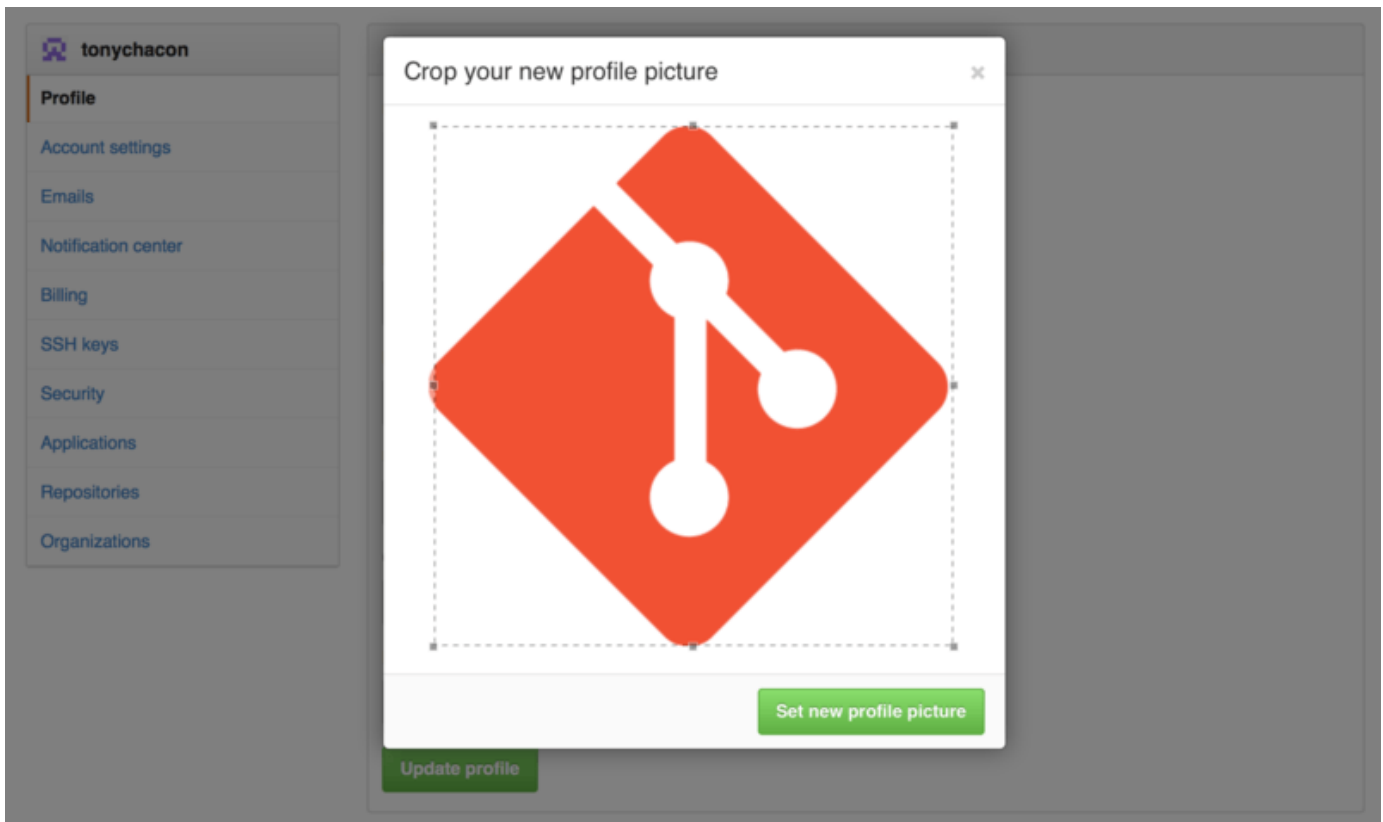 tonychacon
Profile
Account settings
Emails
Notification center
Billing
SSH keys
Security
Applications
Repositories
Organizations
Crop your new profile picture
×
Set new profile picture
Update profile